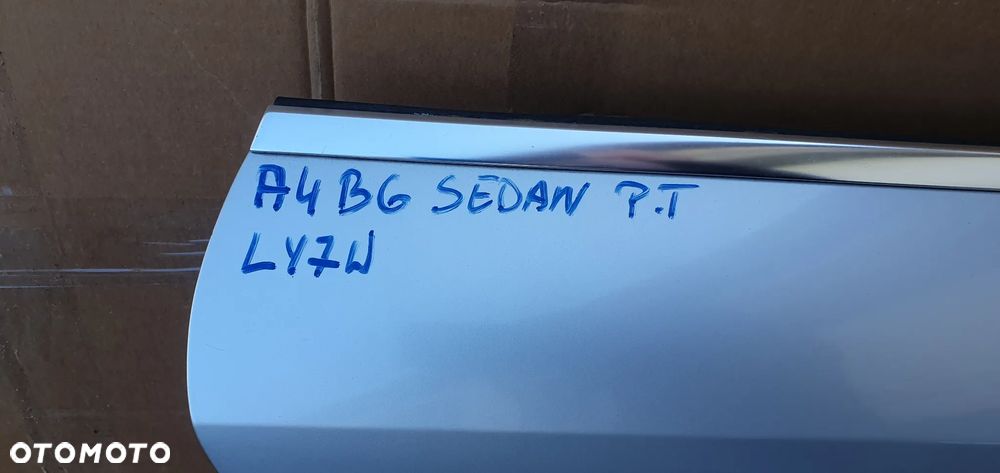 A4 B6 SEDAN P.T
LY7W
OTOMOTO